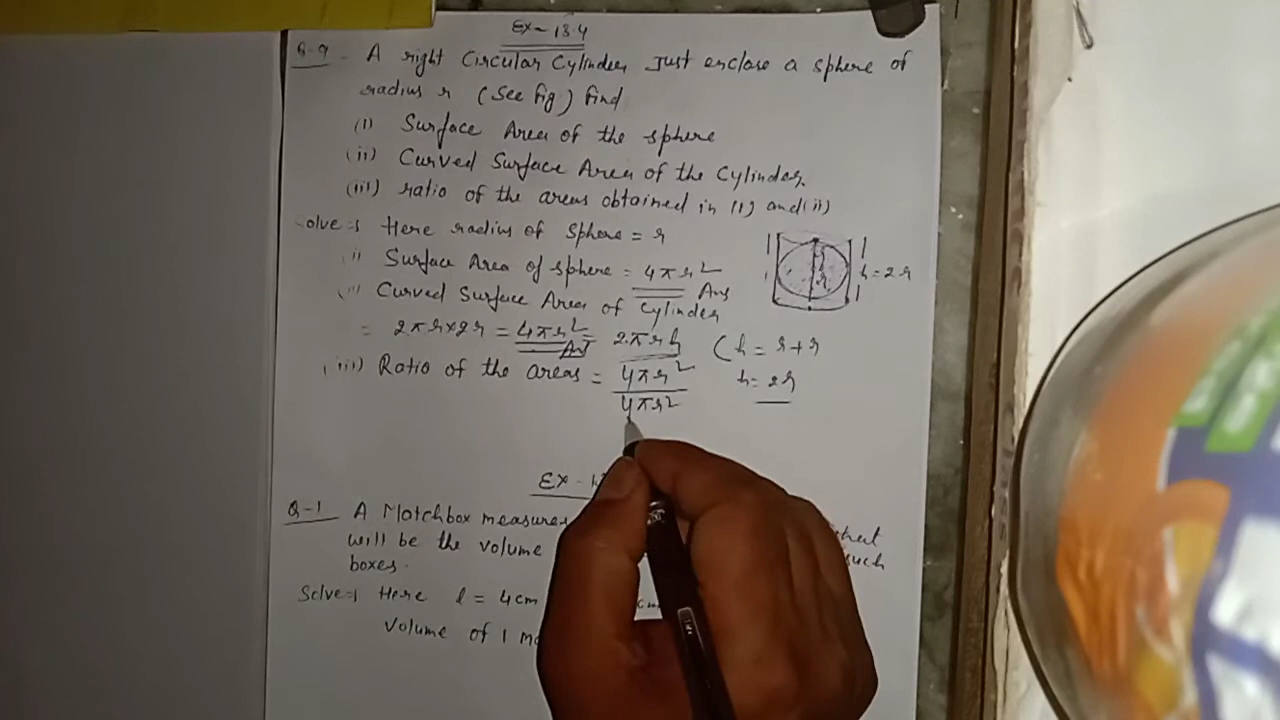 Ex - 13.4
Q-9 A right Circular Cylinder Just enclose a sphere of
radius r (See fig) find
(i) Surface Area of the sphere
(ii) Curved Surface Area of the Cylinder.
(iii) ratio of the areas obtained in (i) and (ii)
Solve⇒ Here radius of Sphere = r
i) Surface Area of sphere = 4πr² Ans
h = 2r
Curved Surface Area of Cylinder
= 2πr×2r = 4πr² = 2πrh (h = r+r
Ans
(iii) Ratio of the areas = 4πr² / 4πr² h = 2r
Ex -
Q-1 A Matchbox measures what
will be the volume such
boxes.
Solve⇒ Here l = 4cm cm
Volume of 1